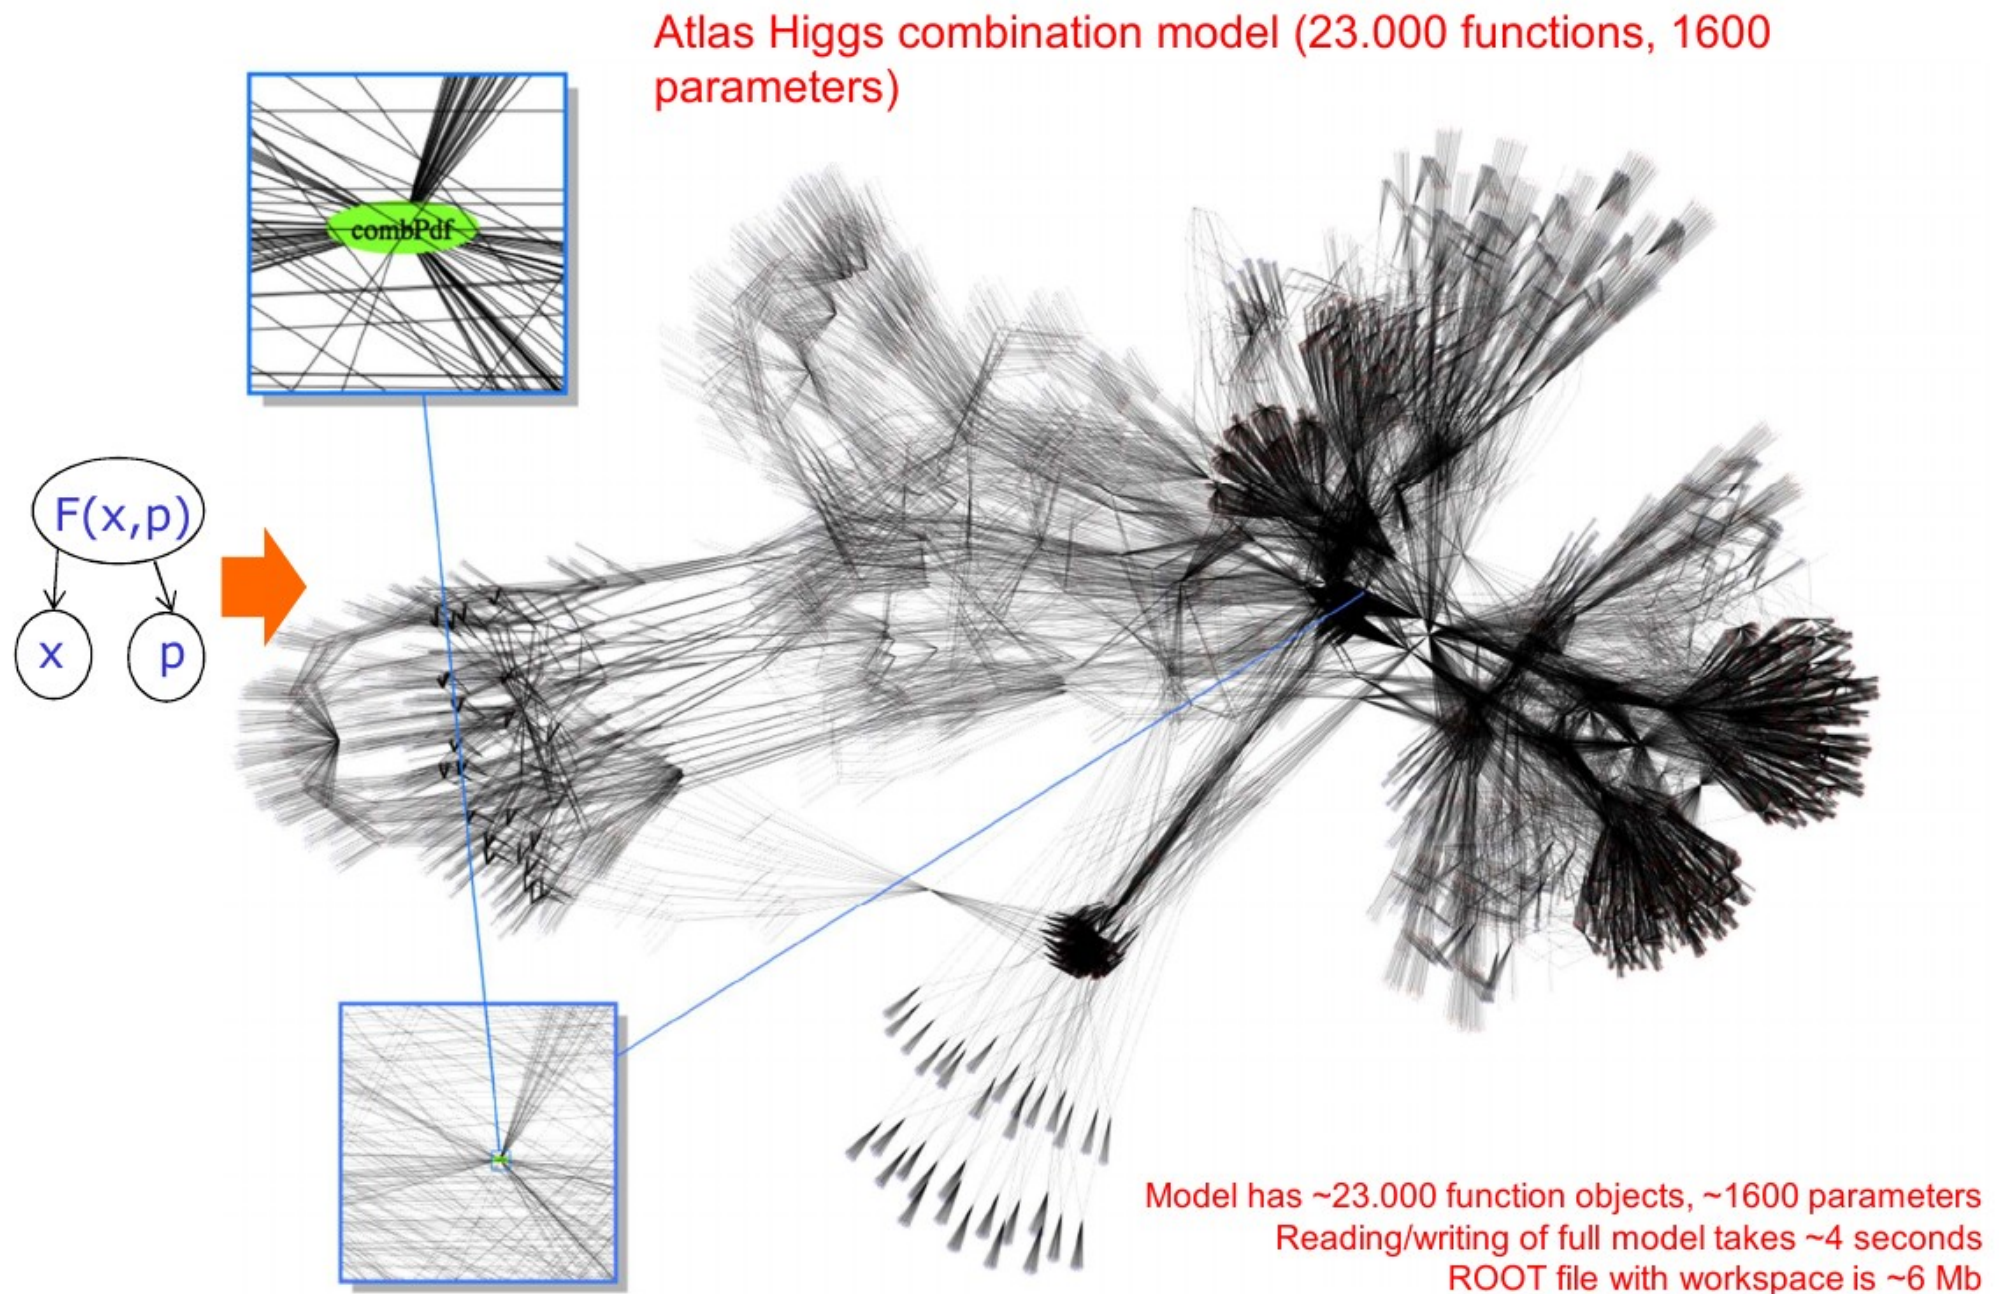 Atlas Higgs combination model (23.000 functions, 1600
parameters)
combPdf
F(x,p)
x
p
Model has ~23.000 function objects, ~1600 parameters
Reading/writing of full model takes ~4 seconds
ROOT file with workspace is ~6 Mb